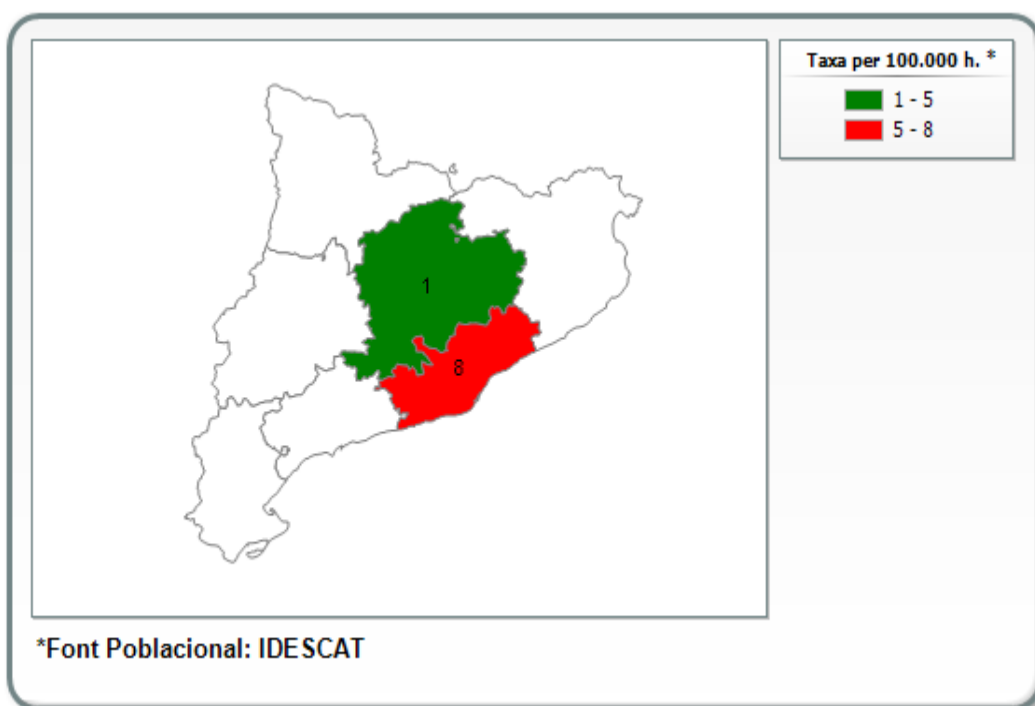 Taxa per 100.000 h. *
1 - 5
5 - 8
1
8
*Font Poblacional: IDESCAT